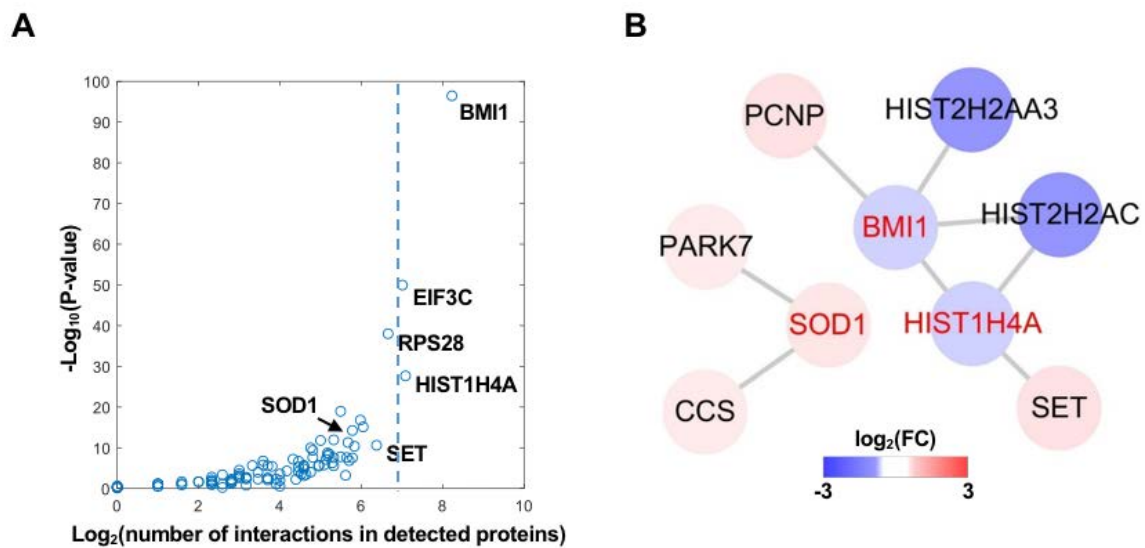 A
100
90
80
70
60
50
40
30
20
10
0
-Log10(P-value)
BMI1
EIF3C
RPS28
HIST1H4A
SOD1
SET
0 2 4 6 8 10
Log2(number of interactions in detected proteins)
B
PCNP
HIST2H2AA3
BMI1
HIST2H2AC
PARK7
SOD1
HIST1H4A
CCS
SET
log2(FC)
-3 3